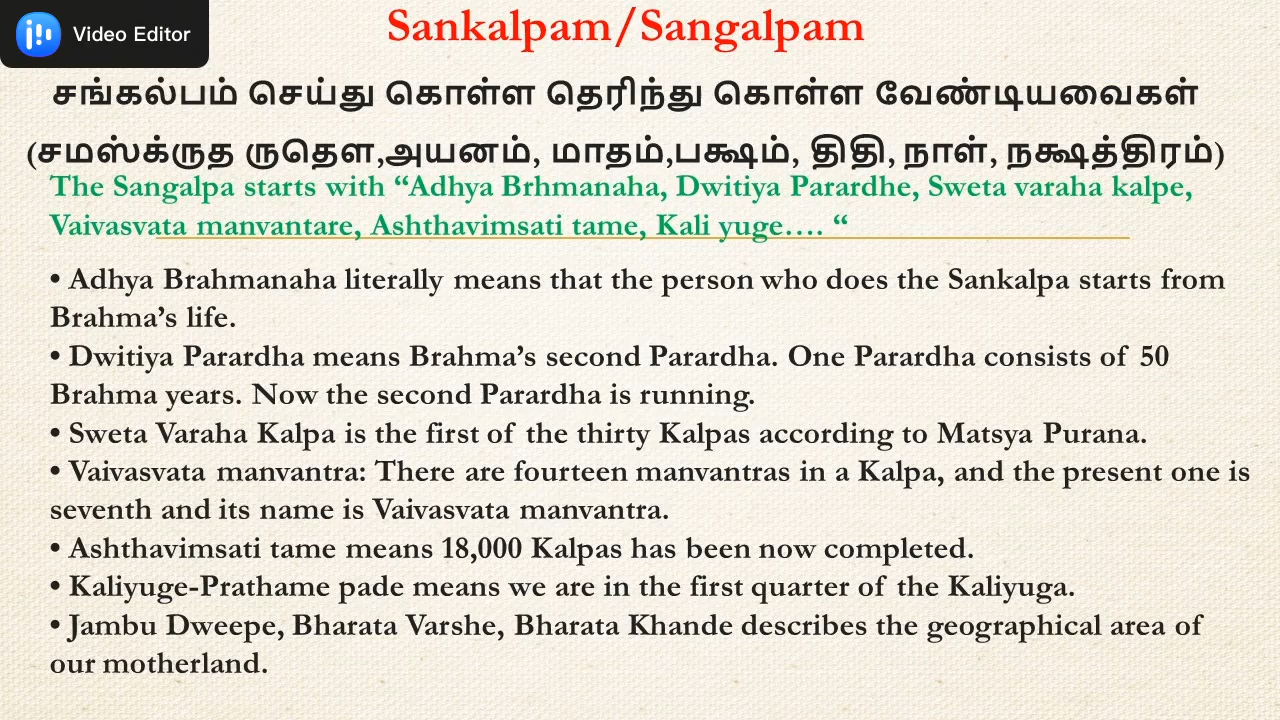 Video Editor
Sankalpam/Sangalpam
சங்கல்பம் செய்து கொள்ள தெரிந்து கொள்ள வேண்டியவைகள்
(சமஸ்க்ருத ருதௌ,அயனம், மாதம்,பக்ஷம், திதி, நாள், நக்ஷத்திரம்)
The Sangalpa starts with “Adhya Brhmanaha, Dwitiya Parardhe, Sweta varaha kalpe,
Vaivasvata manvantare, Ashthavimsati tame, Kali yuge…. “
• Adhya Brahmanaha literally means that the person who does the Sankalpa starts from
Brahma’s life.
• Dwitiya Parardha means Brahma’s second Parardha. One Parardha consists of 50
Brahma years. Now the second Parardha is running.
• Sweta Varaha Kalpa is the first of the thirty Kalpas according to Matsya Purana.
• Vaivasvata manvantra: There are fourteen manvantras in a Kalpa, and the present one is
seventh and its name is Vaivasvata manvantra.
• Ashthavimsati tame means 18,000 Kalpas has been now completed.
• Kaliyuge-Prathame pade means we are in the first quarter of the Kaliyuga.
• Jambu Dweepe, Bharata Varshe, Bharata Khande describes the geographical area of
our motherland.